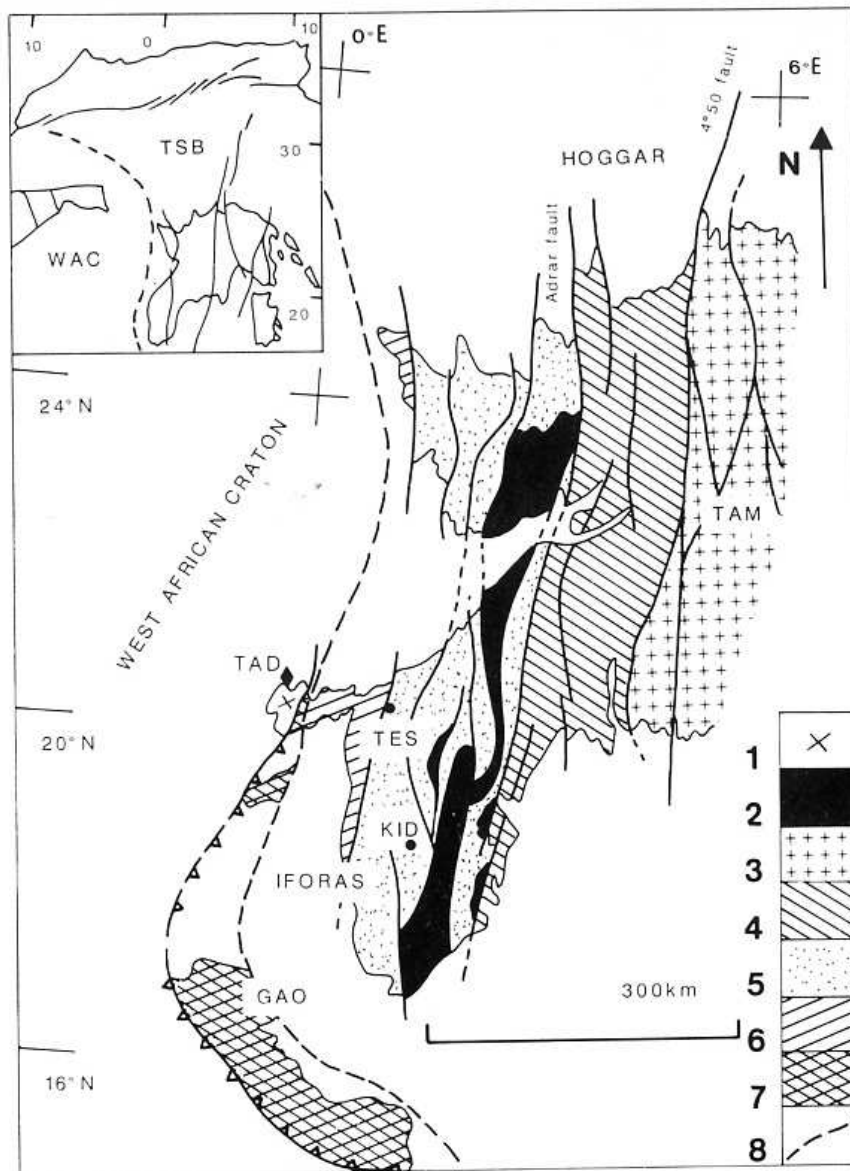 10
0
10
TSB
30
WAC
20
0°E
6°E
4°50 fault
HOGGAR
N
Adrar fault
24°N
WEST AFRICAN CRATON
TAM
TAD
20°N
TES
KID
IFORAS
GAO
300km
16°N
1
2
3
4
5
6
7
8